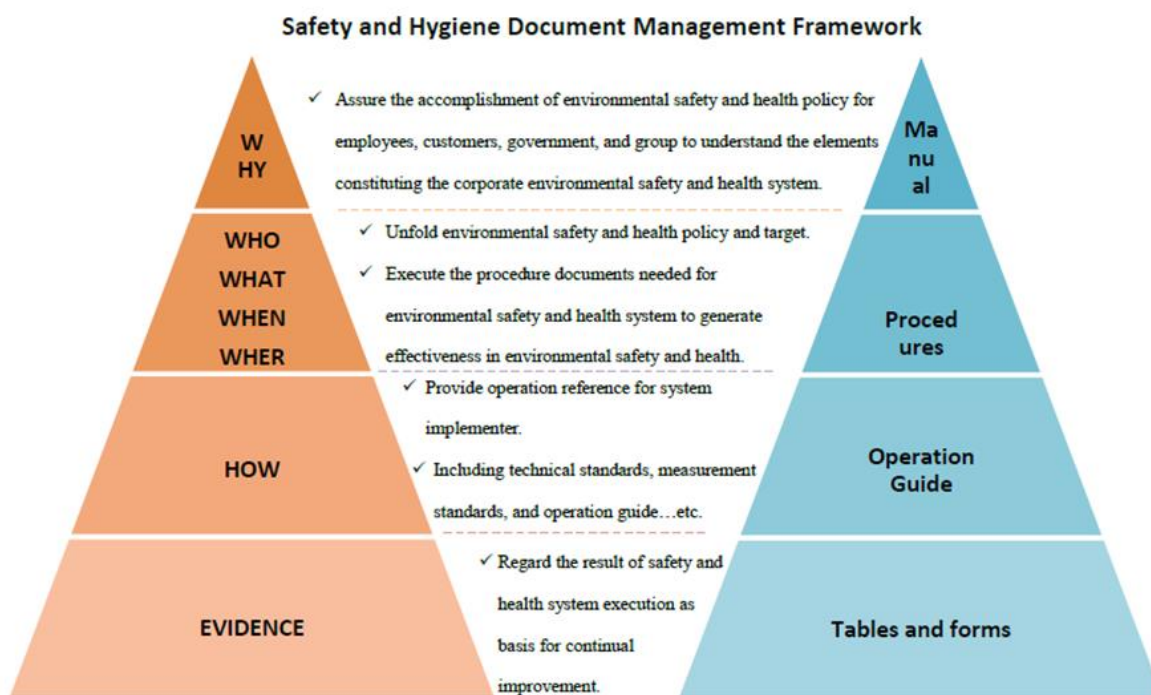 Safety and Hygiene Document Management Framework
W
HY
✓ Assure the accomplishment of environmental safety and health policy for
employees, customers, government, and group to understand the elements
constituting the corporate environmental safety and health system.
Ma
nu
al
WHO
WHAT
WHEN
WHER
✓ Unfold environmental safety and health policy and target.
✓ Execute the procedure documents needed for
environmental safety and health system to generate
effectiveness in environmental safety and health.
Proced
ures
HOW
✓ Provide operation reference for system
implementer.
✓ Including technical standards, measurement
standards, and operation guide…etc.
Operation
Guide
EVIDENCE
✓ Regard the result of safety and
health system execution as
basis for continual
improvement.
Tables and forms